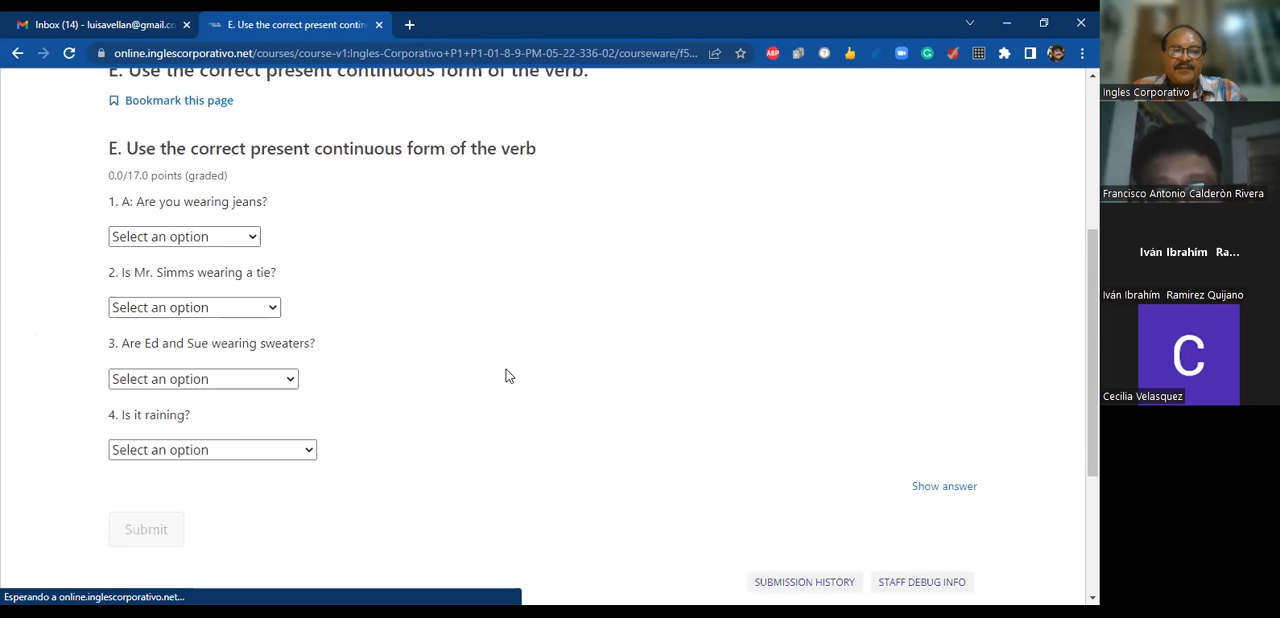 Inbox (14) - luisavellan@gmail.co
E. Use the correct present contin
online.inglescorporativo.net/courses/course-v1:Ingles-Corporativo+P1+P1-01-8-9-PM-05-22-336-02/courseware/f5...
ABP
E. Use the correct present continuous form of the verb.
Bookmark this page
E. Use the correct present continuous form of the verb
0.0/17.0 points (graded)
1. A: Are you wearing jeans?
Select an option
2. Is Mr. Simms wearing a tie?
Select an option
3. Are Ed and Sue wearing sweaters?
Select an option
4. Is it raining?
Select an option
Show answer
Submit
SUBMISSION HISTORY
STAFF DEBUG INFO
Esperando a online.inglescorporativo.net...
Ingles Corporativo
Francisco Antonio Calderòn Rivera
Iván Ibrahím Ra...
Iván Ibrahím Ramirez Quijano
C
Cecilia Velasquez